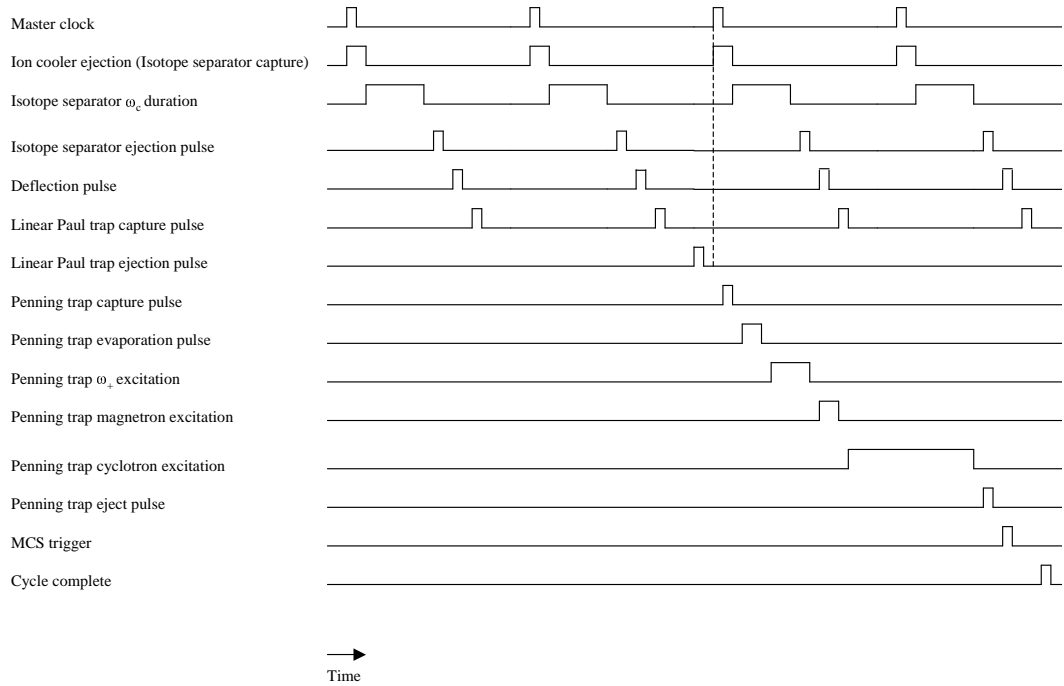 Master clock
Ion cooler ejection (Isotope separator capture)
Isotope separator ωc duration
Isotope separator ejection pulse
Deflection pulse
Linear Paul trap capture pulse
Linear Paul trap ejection pulse
Penning trap capture pulse
Penning trap evaporation pulse
Penning trap ω+ excitation
Penning trap magnetron excitation
Penning trap cyclotron excitation
Penning trap eject pulse
MCS trigger
Cycle complete
Time